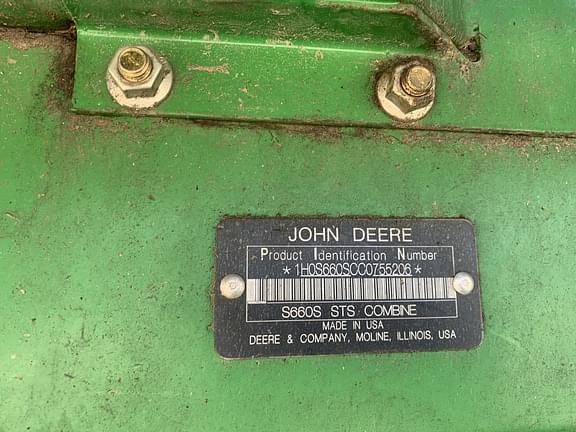 JOHN DEERE
Product Identification Number
*1H0S660SCC0755206*
S660S STS COMBINE
MADE IN USA
DEERE & COMPANY, MOLINE, ILLINOIS, USA